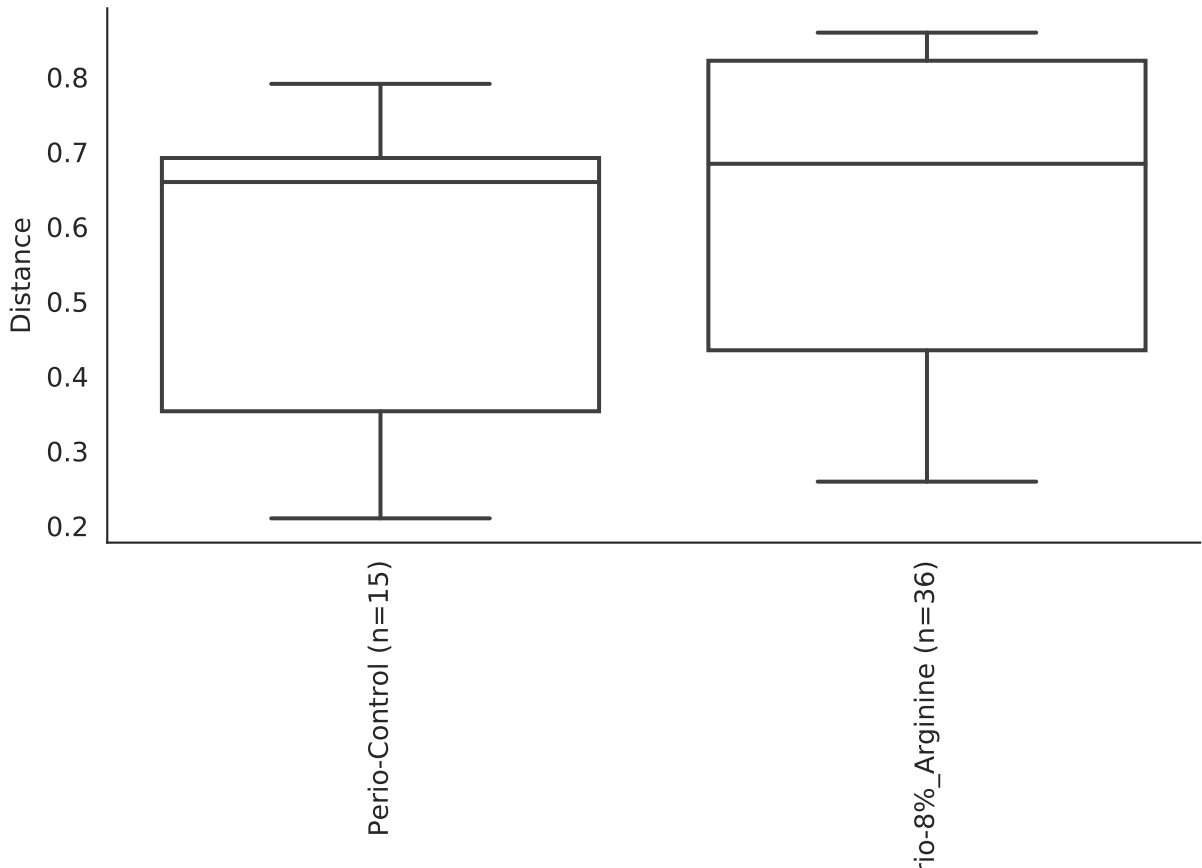 Distance
0.8
0.7
0.6
0.5
0.4
0.3
0.2
Perio-Control (n=15)
rio-8%_Arginine (n=36)